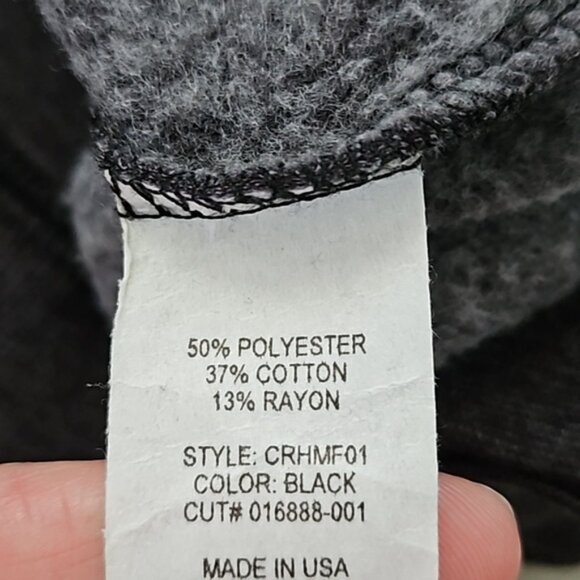 50% POLYESTER
37% COTTON
13% RAYON
STYLE: CRHMF01
COLOR: BLACK
CUT# 016888-001
MADE IN USA